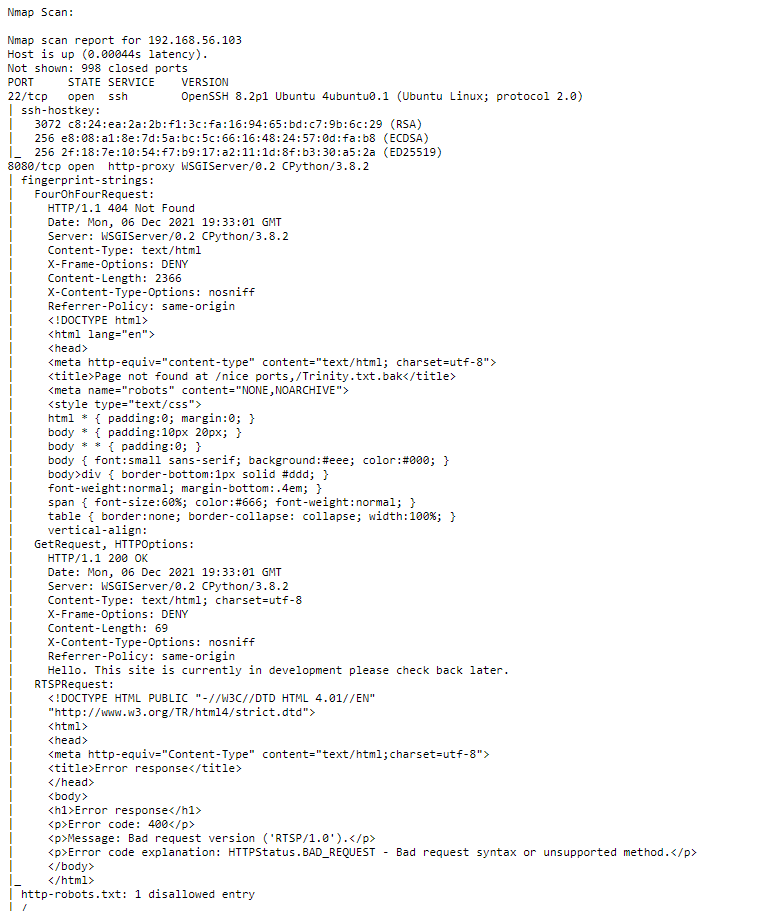 Nmap Scan:
Nmap scan report for 192.168.56.103
Host is up (0.00044s latency).
Not shown: 998 closed ports
PORT     STATE SERVICE    VERSION
22/tcp   open  ssh        OpenSSH 8.2p1 Ubuntu 4ubuntu0.1 (Ubuntu Linux; protocol 2.0)
| ssh-hostkey:
|   3072 c8:24:ea:2a:2b:f1:3c:fa:16:94:65:bd:c7:9b:6c:29 (RSA)
|   256 e8:08:a1:8e:7d:5a:bc:5c:66:16:48:24:57:0d:fa:b8 (ECDSA)
|_  256 2f:18:7e:10:54:f7:b9:17:a2:11:1d:8f:b3:30:a5:2a (ED25519)
8080/tcp open  http-proxy WSGIServer/0.2 CPython/3.8.2
| fingerprint-strings:
|   FourOhFourRequest:
|     HTTP/1.1 404 Not Found
|     Date: Mon, 06 Dec 2021 19:33:01 GMT
|     Server: WSGIServer/0.2 CPython/3.8.2
|     Content-Type: text/html
|     X-Frame-Options: DENY
|     Content-Length: 2366
|     X-Content-Type-Options: nosniff
|     Referrer-Policy: same-origin
|     <!DOCTYPE html>
|     <html lang="en">
|     <head>
|     <meta http-equiv="content-type" content="text/html; charset=utf-8">
|     <title>Page not found at /nice ports,/Trinity.txt.bak</title>
|     <meta name="robots" content="NONE,NOARCHIVE">
|     <style type="text/css">
|     html * { padding:0; margin:0; }
|     body * { padding:10px 20px; }
|     body * * { padding:0; }
|     body { font:small sans-serif; background:#eee; color:#000; }
|     body>div { border-bottom:1px solid #ddd; }
|     font-weight:normal; margin-bottom:.4em; }
|     span { font-size:60%; color:#666; font-weight:normal; }
|     table { border:none; border-collapse: collapse; width:100%; }
|     vertical-align:
|   GetRequest, HTTPOptions:
|     HTTP/1.1 200 OK
|     Date: Mon, 06 Dec 2021 19:33:01 GMT
|     Server: WSGIServer/0.2 CPython/3.8.2
|     Content-Type: text/html; charset=utf-8
|     X-Frame-Options: DENY
|     Content-Length: 69
|     X-Content-Type-Options: nosniff
|     Referrer-Policy: same-origin
|     Hello. This site is currently in development please check back later.
|   RTSPRequest:
|     <!DOCTYPE HTML PUBLIC "-//W3C//DTD HTML 4.01//EN"
|     "http://www.w3.org/TR/html4/strict.dtd">
|     <html>
|     <head>
|     <meta http-equiv="Content-Type" content="text/html;charset=utf-8">
|     <title>Error response</title>
|     </head>
|     <body>
|     <h1>Error response</h1>
|     <p>Error code: 400</p>
|     <p>Message: Bad request version ('RTSP/1.0').</p>
|     <p>Error code explanation: HTTPStatus.BAD_REQUEST - Bad request syntax or unsupported method.</p>
|     </body>
|_    </html>
| http-robots.txt: 1 disallowed entry
| /